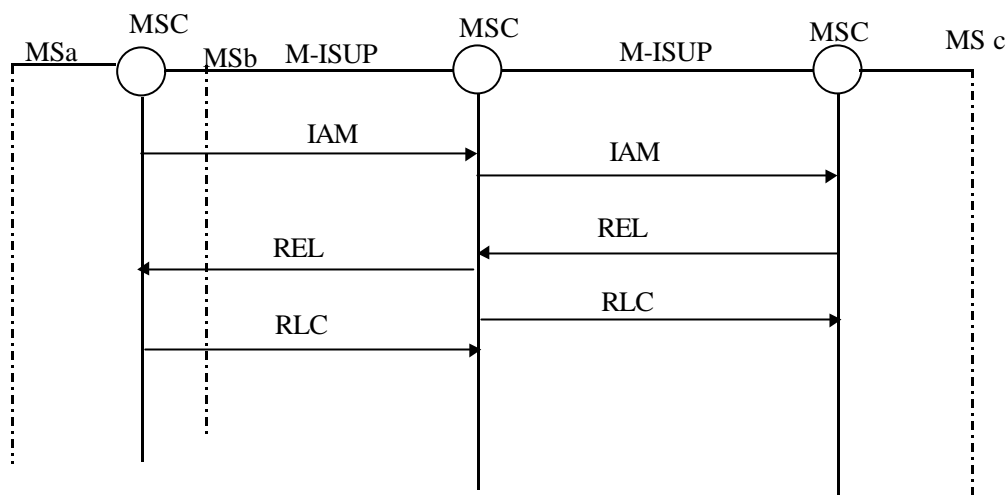 MSC
MSC
MSC
MSa
MSb
M-ISUP
M-ISUP
MS c
IAM
IAM
REL
REL
RLC
RLC